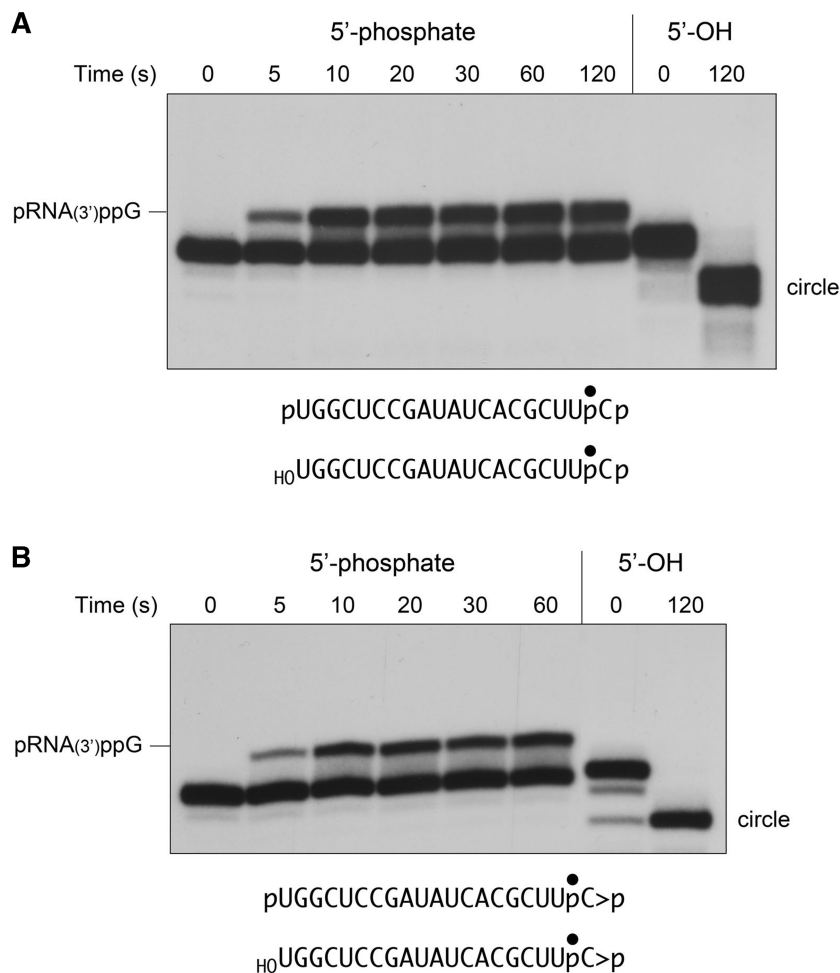 A
5’-phosphate 5’-OH
Time (s) 0 5 10 20 30 60 120 0 120
pRNA(3’)ppG
circle
pUGGCUCCGAUAUCACGCUUpCp
HOUGGCUCCGAUAUCACGCUUpCp
B
5’-phosphate 5’-OH
Time (s) 0 5 10 20 30 60 0 120
pRNA(3’)ppG
circle
pUGGCUCCGAUAUCACGCUUpC>p
HOUGGCUCCGAUAUCACGCUUpC>p